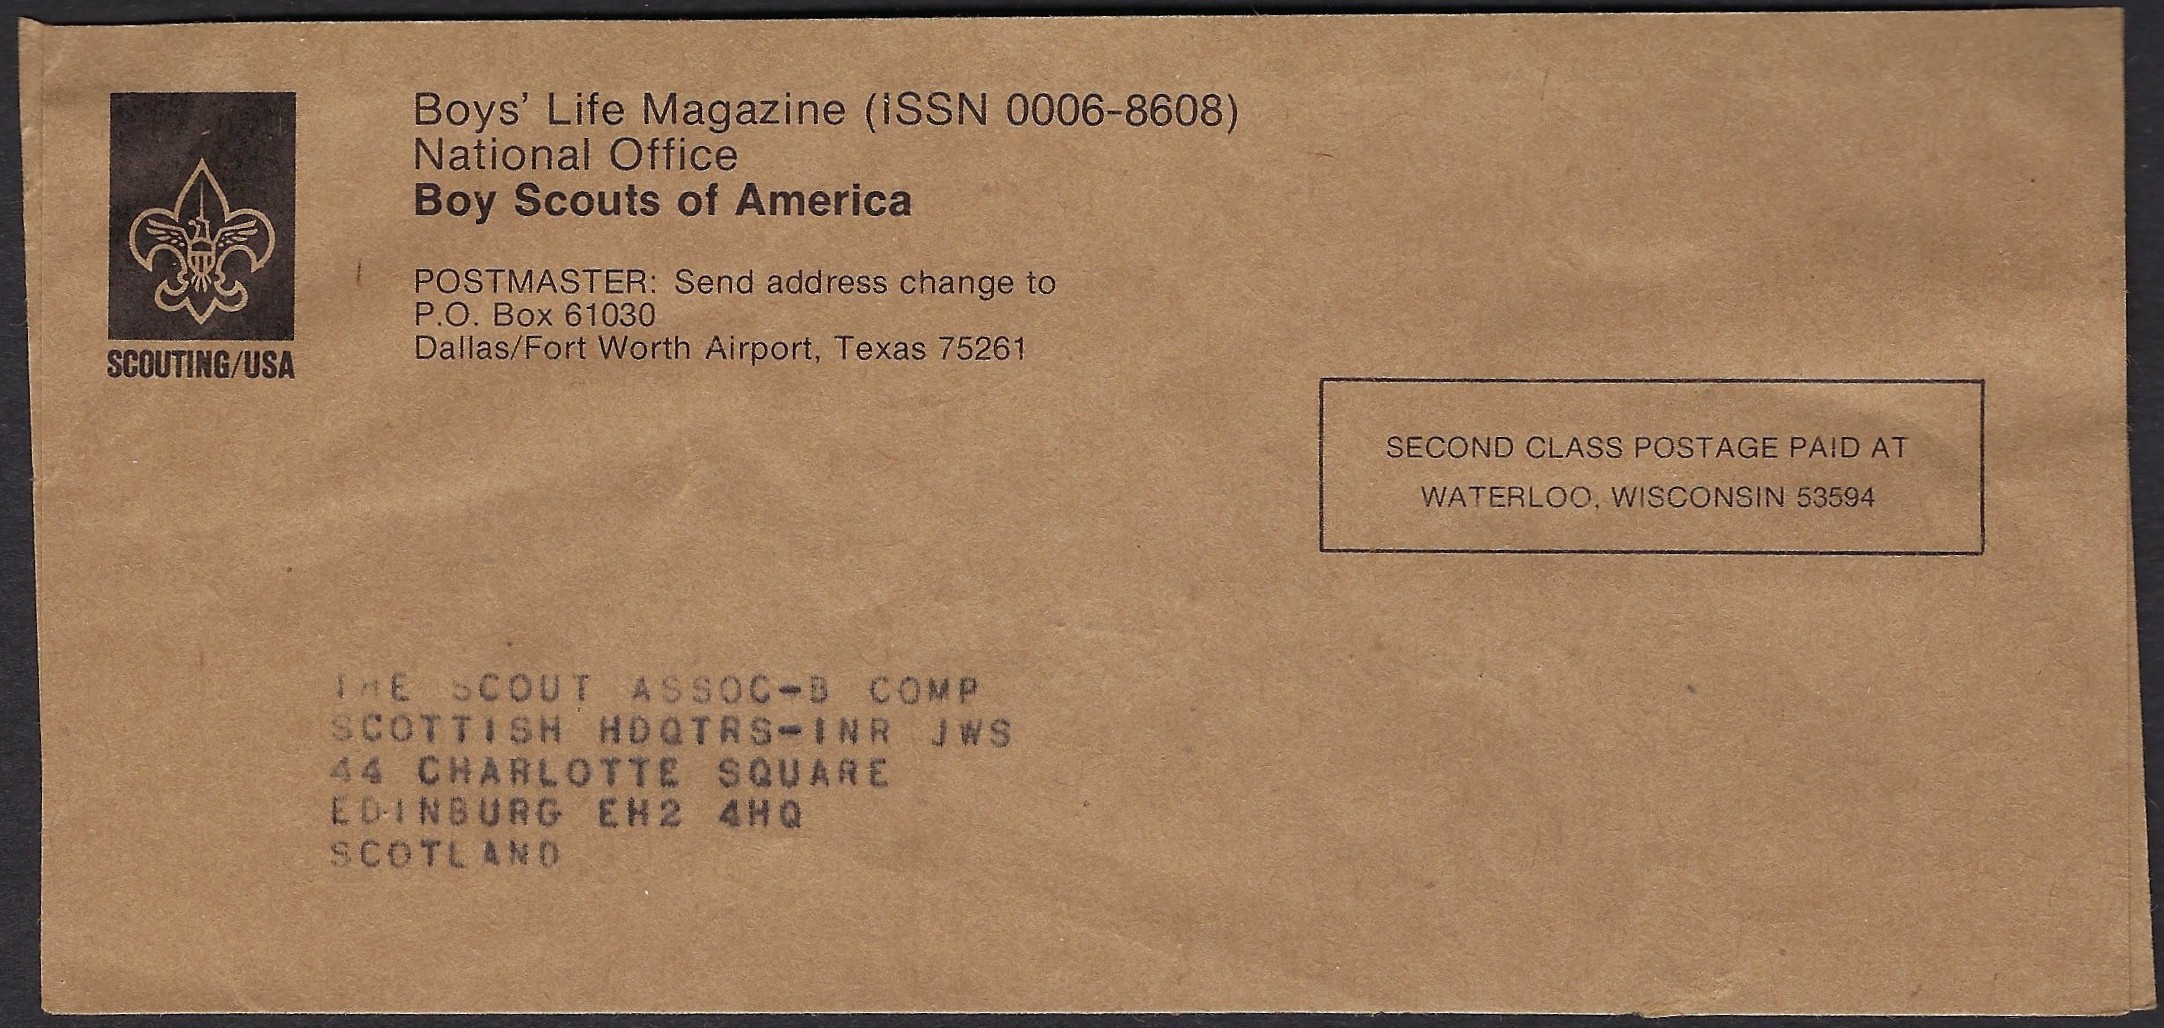 Boys' Life Magazine (ISSN 0006-8608)
National Office
Boy Scouts of America
POSTMASTER: Send address change to
P.O. Box 61030
Dallas/Fort Worth Airport, Texas 75261
SCOUTING/USA
SECOND CLASS POSTAGE PAID AT
WATERLOO, WISCONSIN 53594
THE SCOUT ASSOC-B COMP
SCOTTISH HDQTRS-INR JWS
44 CHARLOTTE SQUARE
EDINBURG EH2 4HQ
SCOTLAND